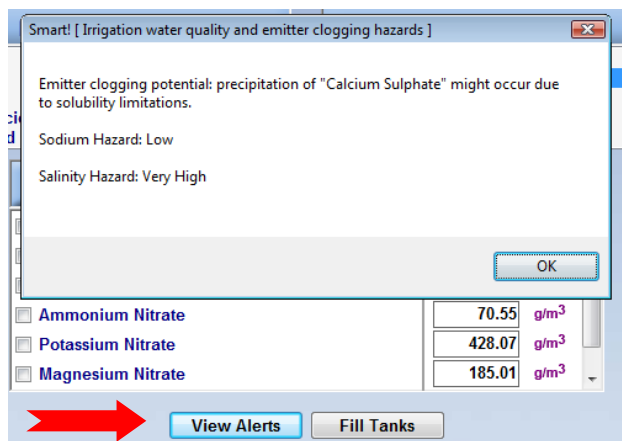 Smart! [ Irrigation water quality and emitter clogging hazards ]
Emitter clogging potential: precipitation of "Calcium Sulphate" might occur due
to solubility limitations.
Sodium Hazard: Low
Salinity Hazard: Very High
OK
Ammonium Nitrate 70.55 g/m³
Potassium Nitrate 428.07 g/m³
Magnesium Nitrate 185.01 g/m³
View Alerts Fill Tanks